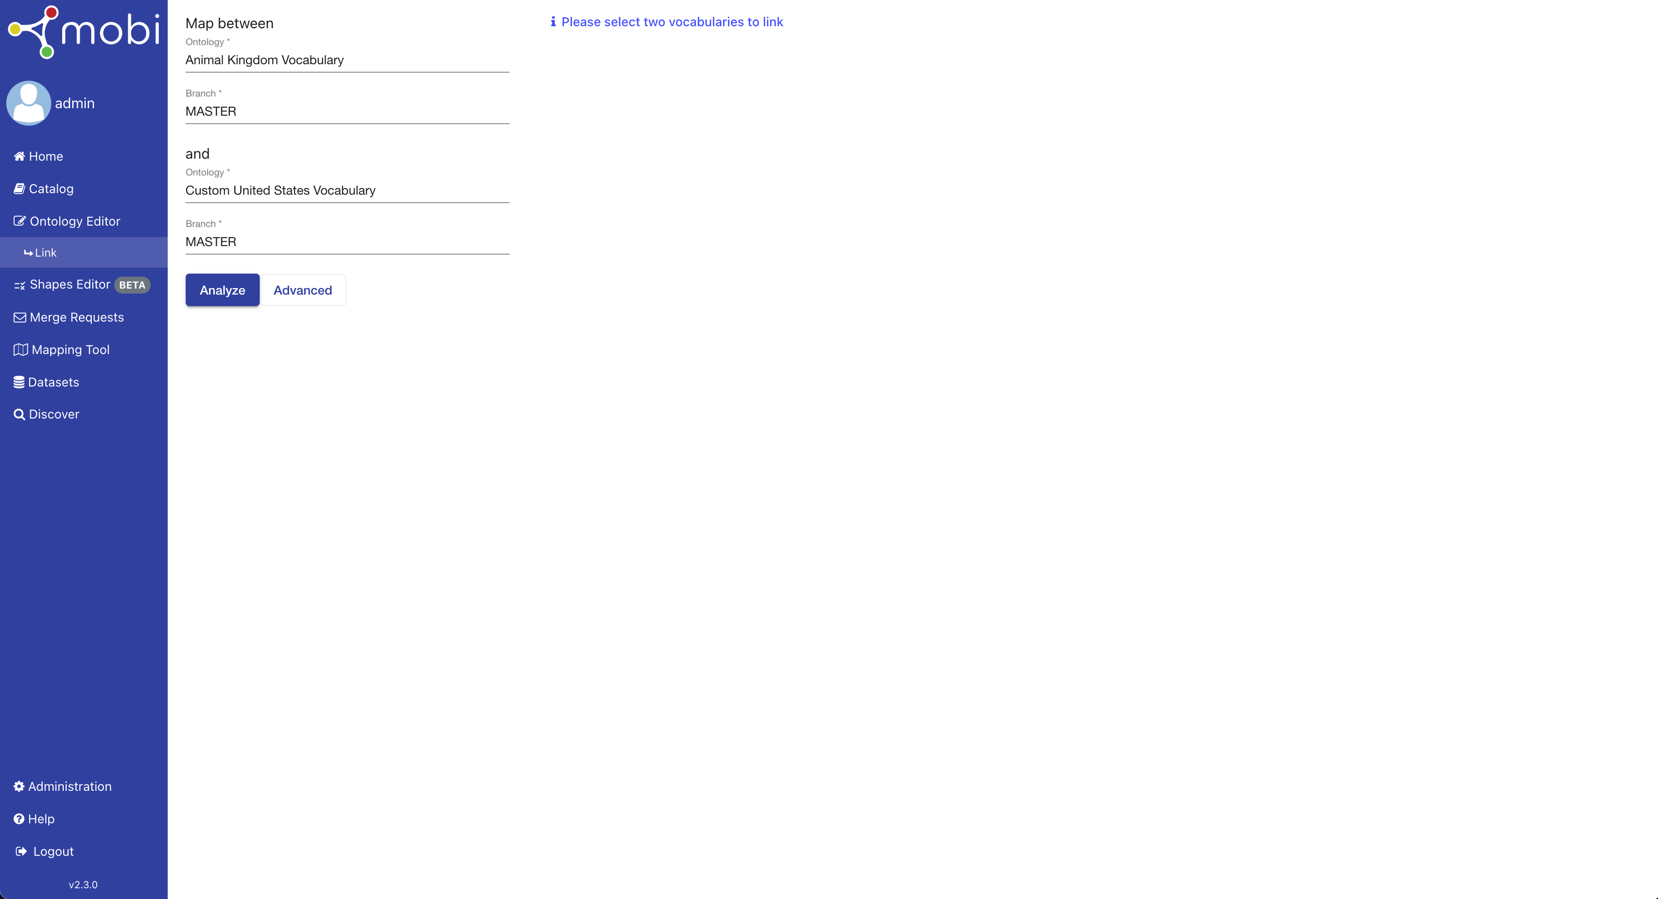 mobi
admin
Home
Catalog
Ontology Editor
Link
Shapes Editor BETA
Merge Requests
Mapping Tool
Datasets
Discover
Administration
Help
Logout
v2.3.0
Map between
Ontology *
Animal Kingdom Vocabulary
Branch *
MASTER
and
Ontology *
Custom United States Vocabulary
Branch *
MASTER
Analyze Advanced
Please select two vocabularies to link